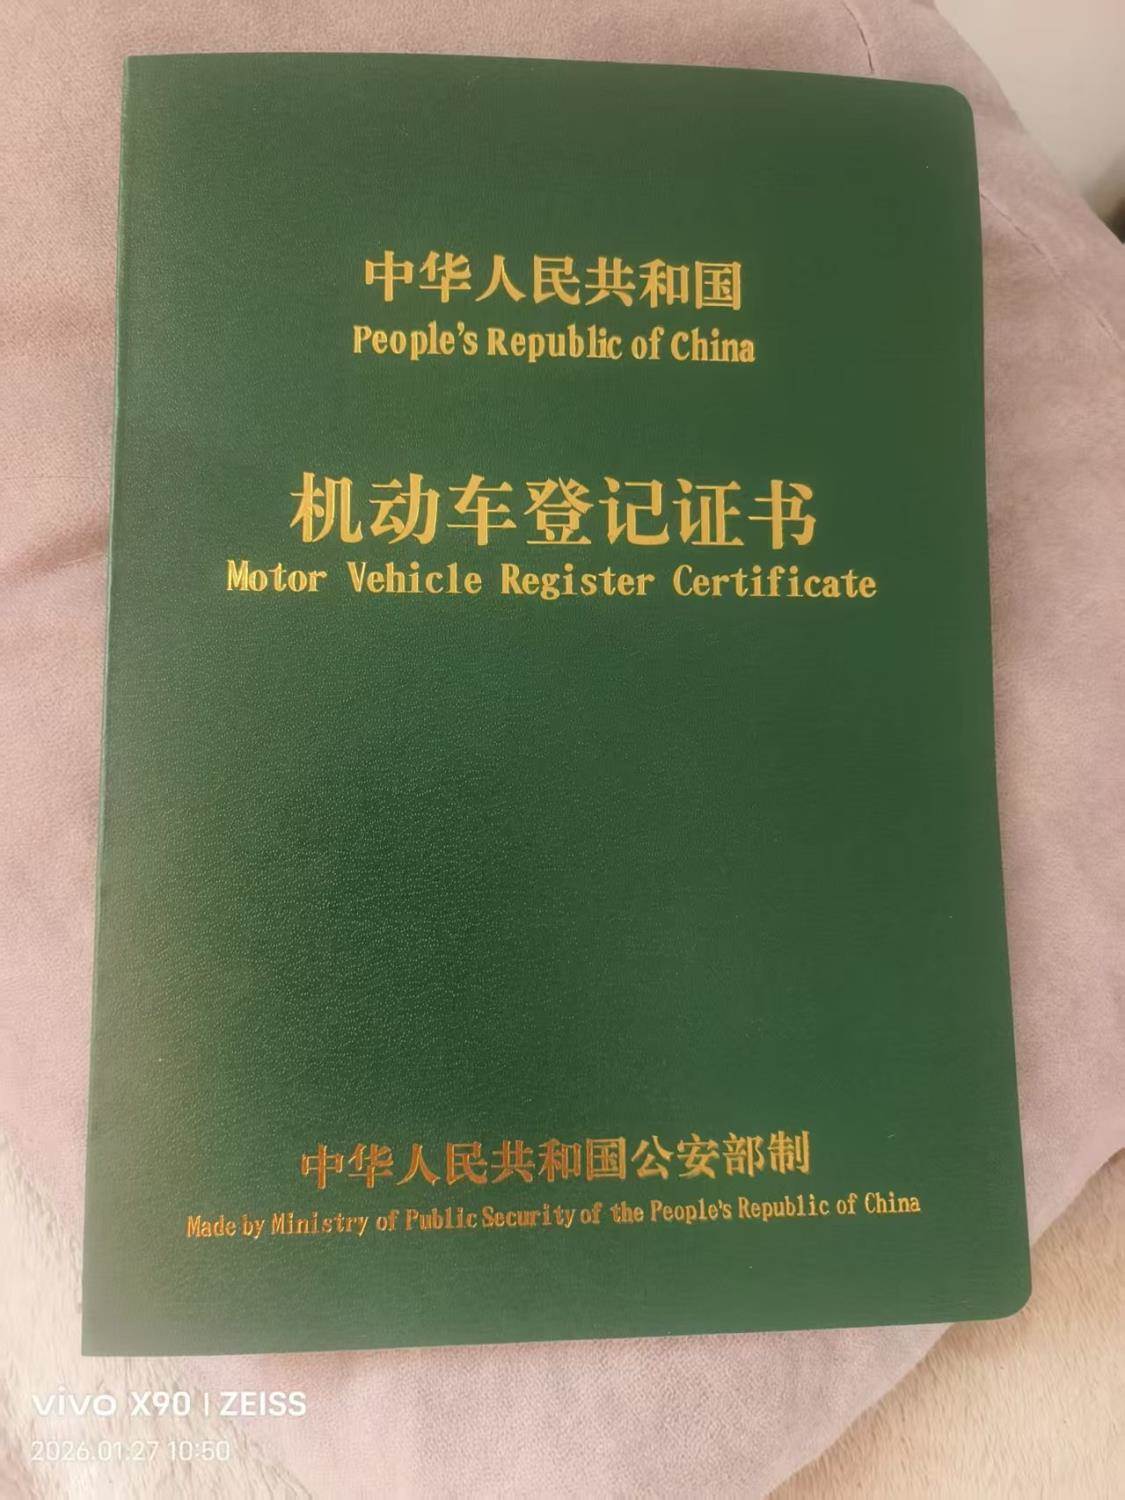 中华人民共和国
People's Republic of China
机动车登记证书
Motor Vehicle Register Certificate
中华人民共和国公安部制
Made by Ministry of Public Security of the People's Republic of China
vivo X90 | ZEISS
2026.01.27 10:50